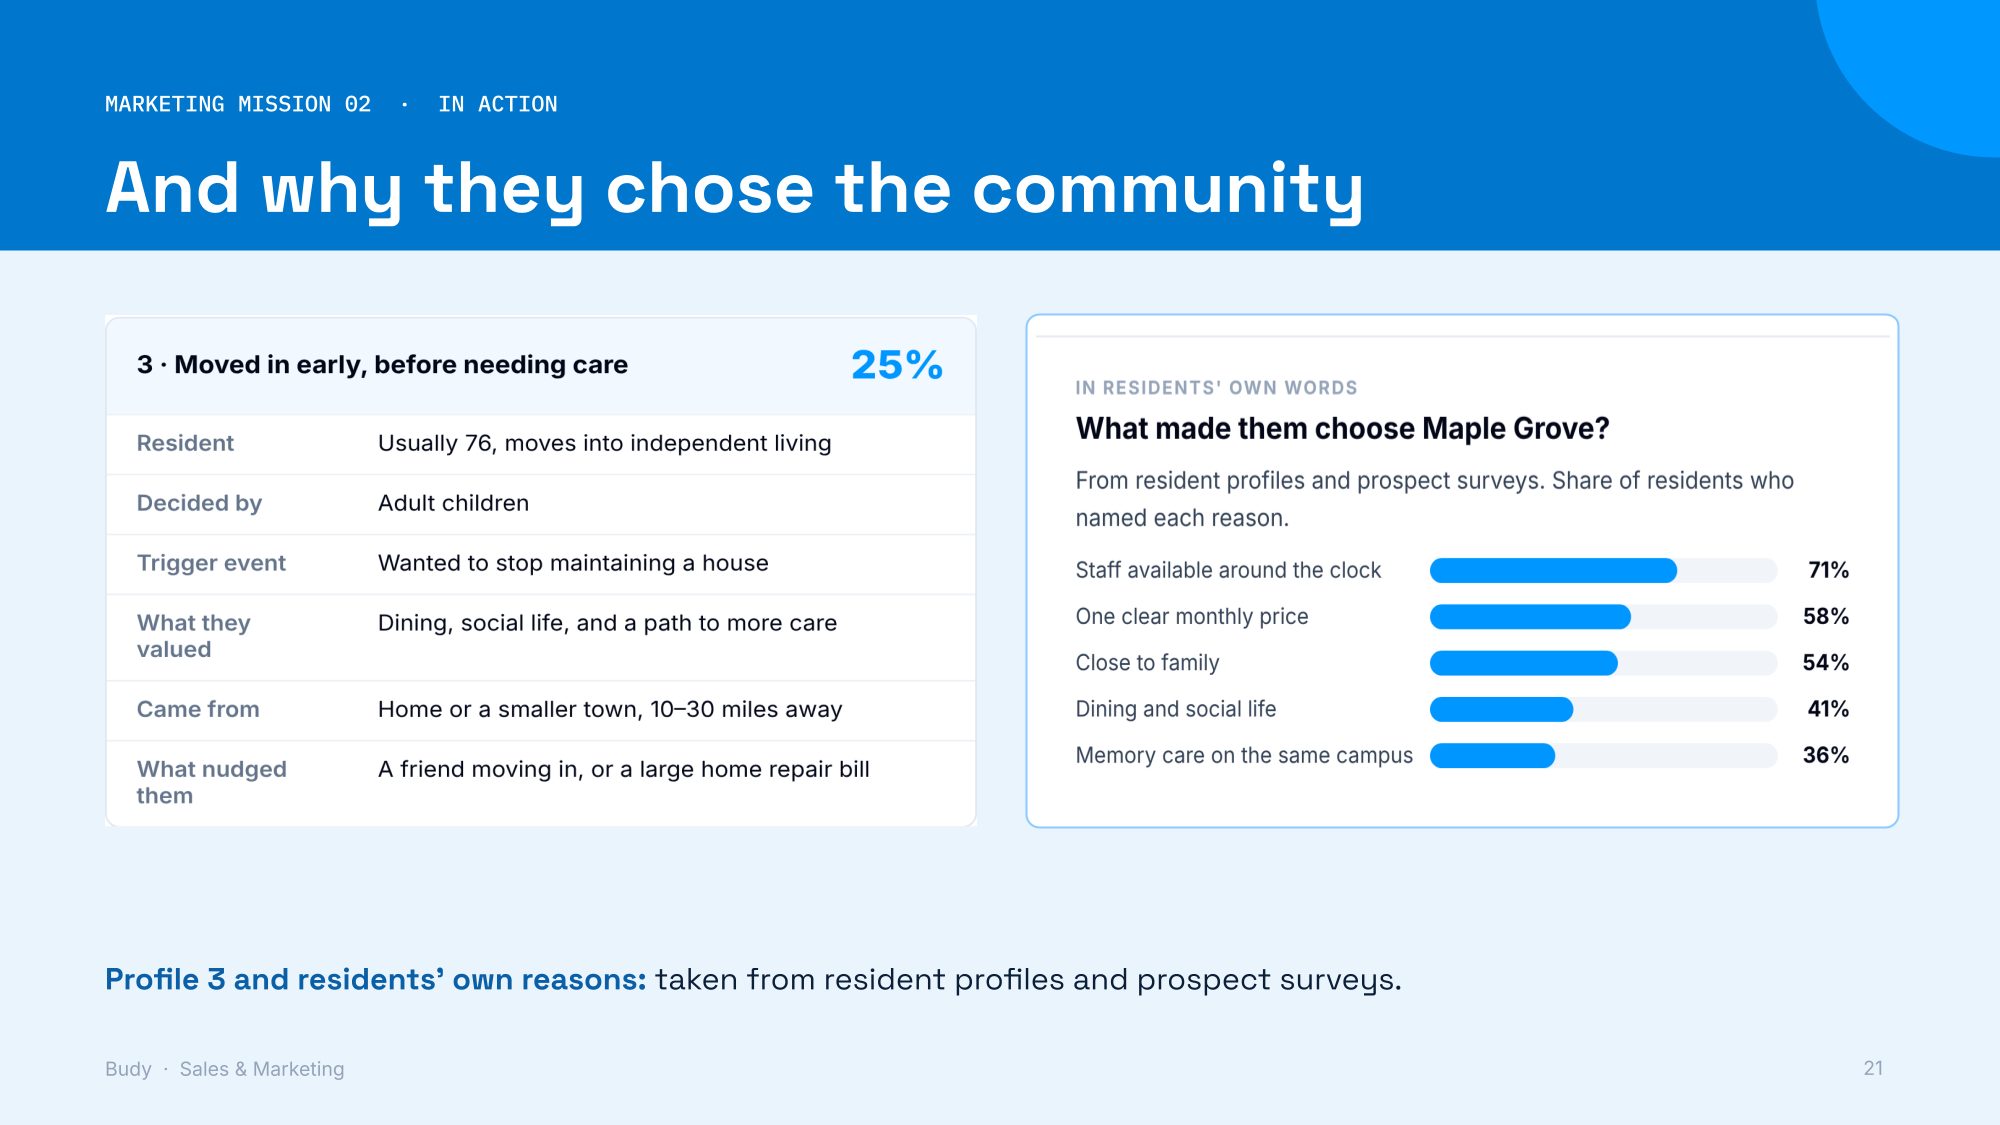 MARKETING MISSION 02 · IN ACTION
And why they chose the community
3 · Moved in early, before needing care 25%
Resident Usually 76, moves into independent living
Decided by Adult children
Trigger event Wanted to stop maintaining a house
What they valued Dining, social life, and a path to more care
Came from Home or a smaller town, 10–30 miles away
What nudged them A friend moving in, or a large home repair bill
IN RESIDENTS' OWN WORDS
What made them choose Maple Grove?
From resident profiles and prospect surveys. Share of residents who
named each reason.
Staff available around the clock 71%
One clear monthly price 58%
Close to family 54%
Dining and social life 41%
Memory care on the same campus 36%
Profile 3 and residents’ own reasons: taken from resident profiles and prospect surveys.
Budy · Sales & Marketing
21